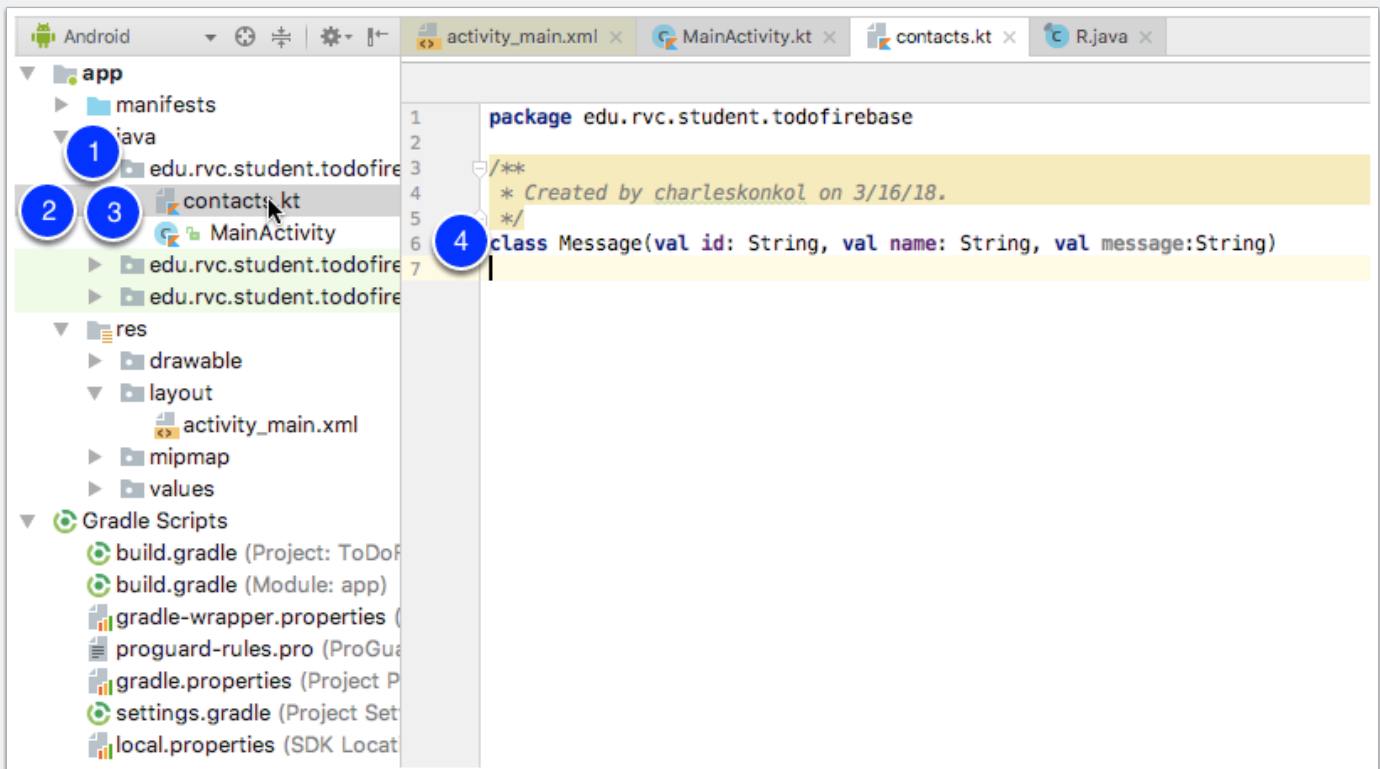 Android
activity_main.xml
MainActivity.kt
contacts.kt
R.java
app
manifests
java
1
edu.rvc.student.todofire
2
3
contacts.kt
MainActivity
edu.rvc.student.todofire
edu.rvc.student.todofire
res
drawable
layout
activity_main.xml
mipmap
values
Gradle Scripts
build.gradle (Project: ToDoF
build.gradle (Module: app)
gradle-wrapper.properties (
proguard-rules.pro (ProGua
gradle.properties (Project P
settings.gradle (Project Set
local.properties (SDK Locat
1 package edu.rvc.student.todofirebase
2
3 /**
4 * Created by charleskonkol on 3/16/18.
5 */
4
6 class Message(val id: String, val name: String, val message:String)
7